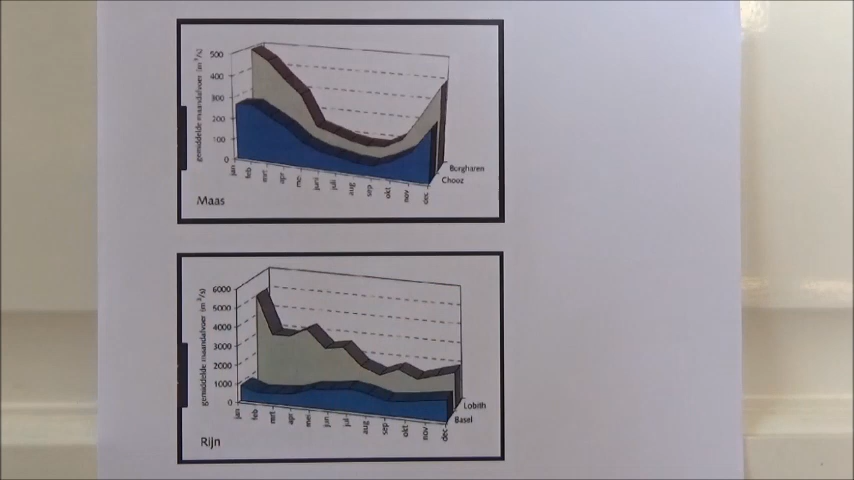 gemiddelde maandafvoer (m³/s)
500
400
300
200
100
0
jan
feb
mrt
apr
mei
juni
juli
aug
sep
okt
nov
dec
Borgharen
Chooz
Maas
gemiddelde maandafvoer (m³/s)
6000
5000
4000
3000
2000
1000
0
jan
feb
mrt
apr
mei
jun
jul
aug
sep
okt
nov
dec
Lobith
Basel
Rijn